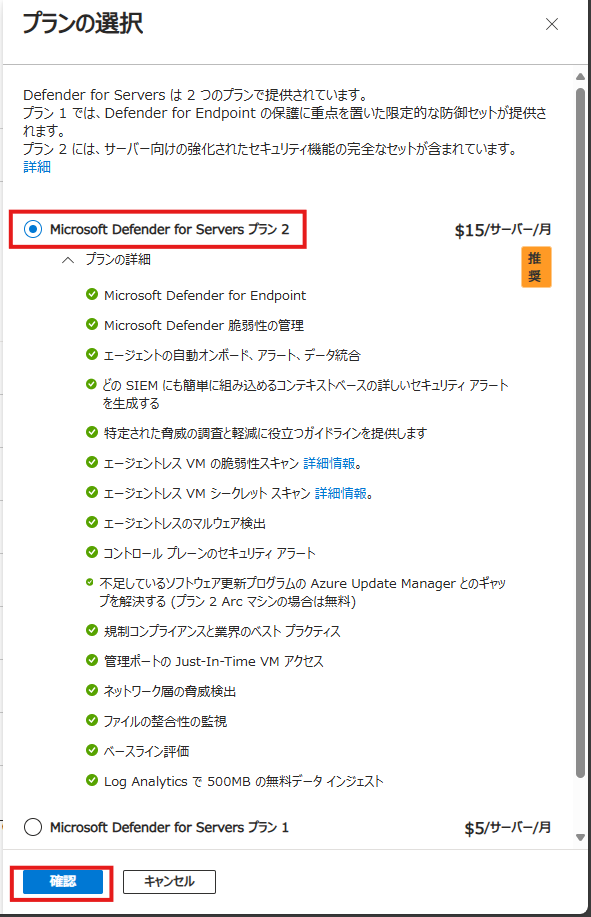 プランの選択
Defender for Servers は 2 つのプランで提供されています。
プラン 1 では、Defender for Endpoint の保護に重点を置いた限定的な防御セットが提供さ
れます。
プラン 2 には、サーバー向けの強化されたセキュリティ機能の完全なセットが含まれています。
詳細
Microsoft Defender for Servers プラン 2
$15/サーバー/月
プランの詳細
推
奨
Microsoft Defender for Endpoint
Microsoft Defender 脆弱性の管理
エージェントの自動オンボード、アラート、データ統合
どの SIEM にも簡単に組み込めるコンテキストベースの詳しいセキュリティ アラート
を生成する
特定された脅威の調査と軽減に役立つガイドラインを提供します
エージェントレス VM の脆弱性スキャン 詳細情報。
エージェントレス VM シークレット スキャン 詳細情報。
エージェントレスのマルウェア検出
コントロール プレーンのセキュリティ アラート
不足しているソフトウェア更新プログラムの Azure Update Manager とのギャッ
プを解決する (プラン 2 Arc マシンの場合は無料)
規制コンプライアンスと業界のベスト プラクティス
管理ポートの Just-In-Time VM アクセス
ネットワーク層の脅威検出
ファイルの整合性の監視
ベースライン評価
Log Analytics で 500MB の無料データ インジェスト
Microsoft Defender for Servers プラン 1
$5/サーバー/月
確認
キャンセル